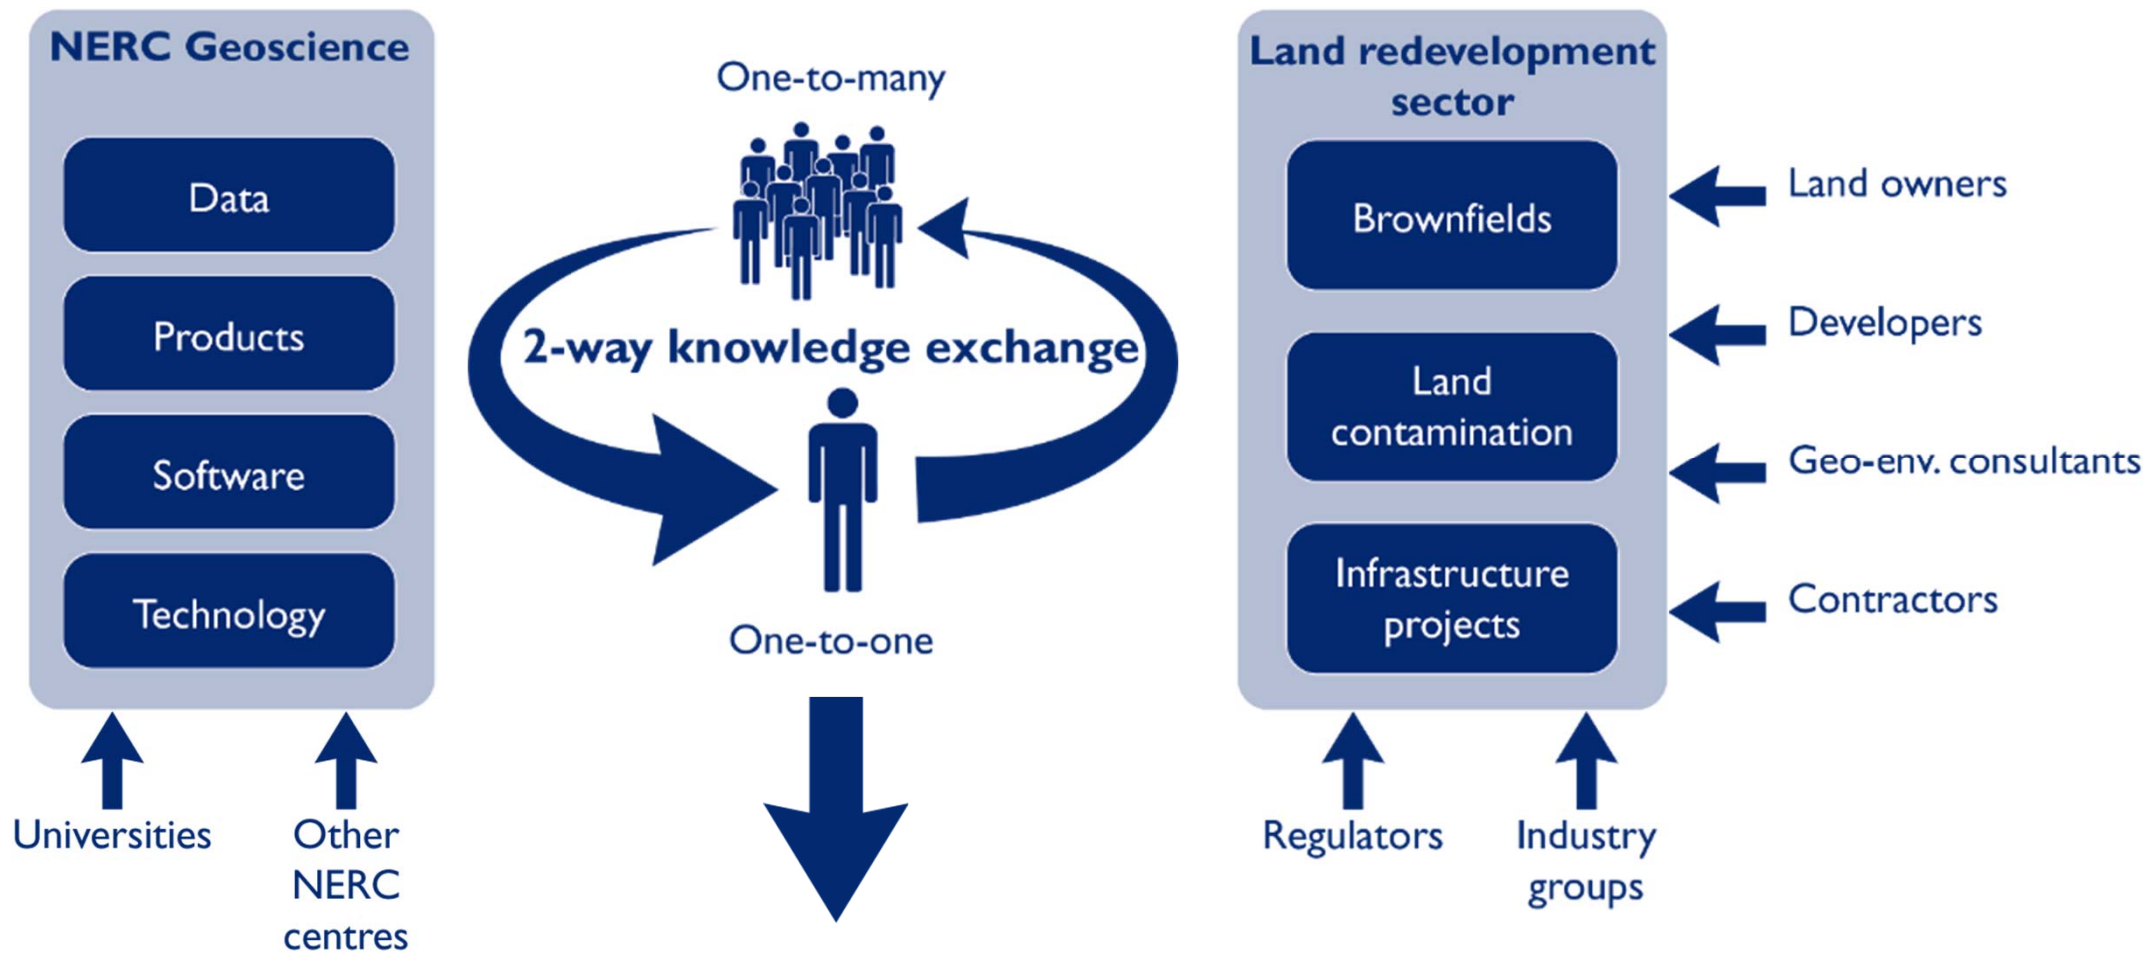 NERC Geoscience
Data
Products
Software
Technology
Universities
Other
NERC
centres
One-to-many
2-way knowledge exchange
One-to-one
Land redevelopment
sector
Brownfields
Land
contamination
Infrastructure
projects
Land owners
Developers
Geo-env. consultants
Contractors
Regulators
Industry
groups